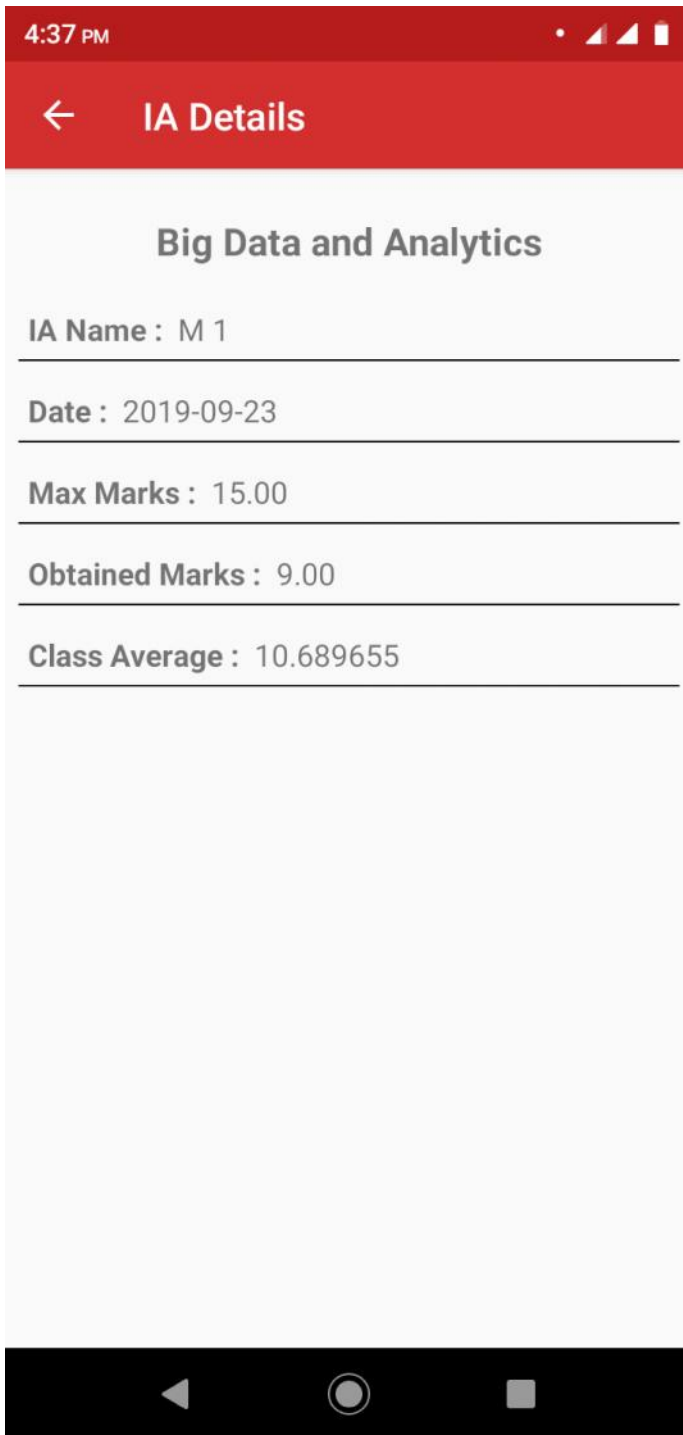 4:37 PM
IA Details
Big Data and Analytics
IA Name : M 1
Date : 2019-09-23
Max Marks : 15.00
Obtained Marks : 9.00
Class Average : 10.689655